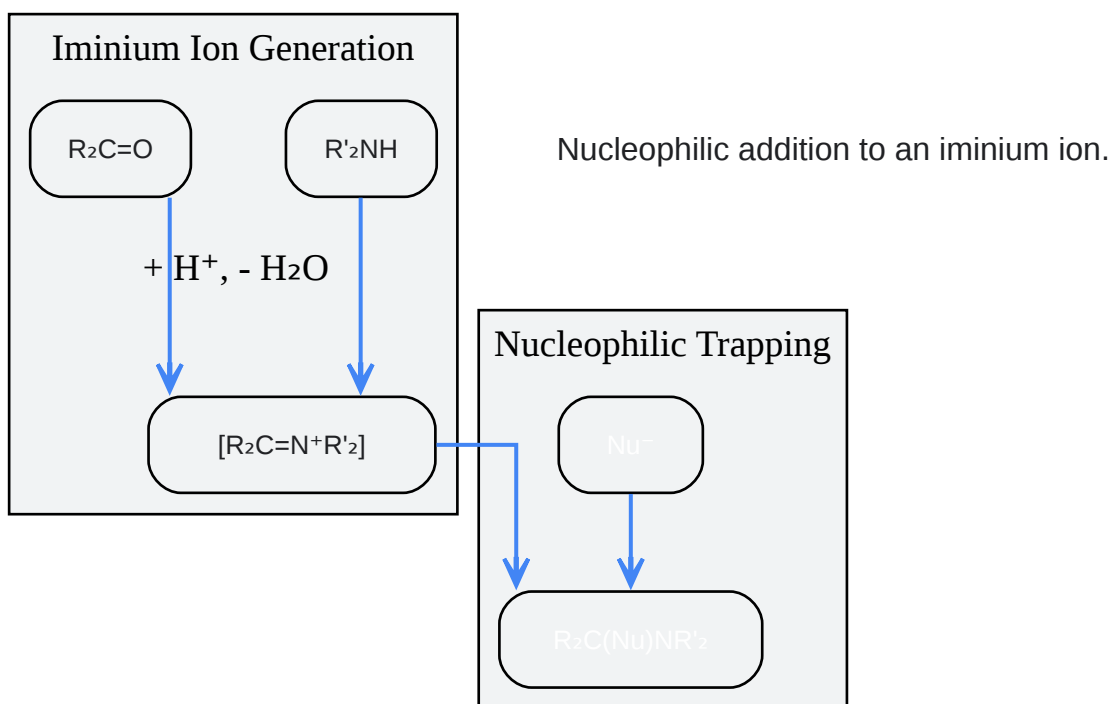 Iminium Ion Generation
R₂C=O
R'₂NH
Nucleophilic addition to an iminium ion.
+ H⁺, - H₂O
Nucleophilic Trapping
[R₂C=N⁺R'₂]
Nu⁻
R₂C(Nu)NR'₂